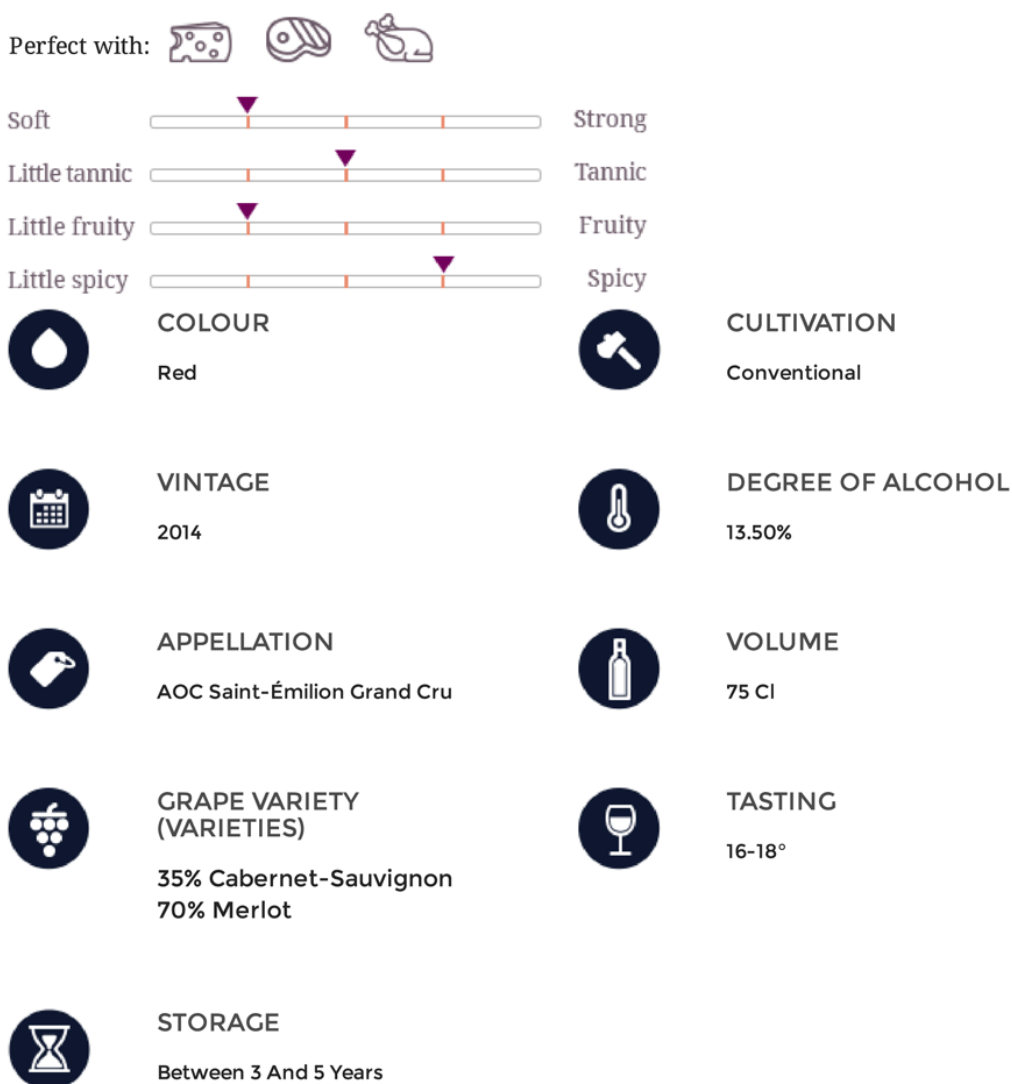 Perfect with:
Soft Strong
Little tannic Tannic
Little fruity Fruity
Little spicy Spicy
COLOUR
Red
CULTIVATION
Conventional
VINTAGE
2014
DEGREE OF ALCOHOL
13.50%
APPELLATION
AOC Saint-Émilion Grand Cru
VOLUME
75 Cl
GRAPE VARIETY
(VARIETIES)
35% Cabernet-Sauvignon
70% Merlot
TASTING
16-18°
STORAGE
Between 3 And 5 Years